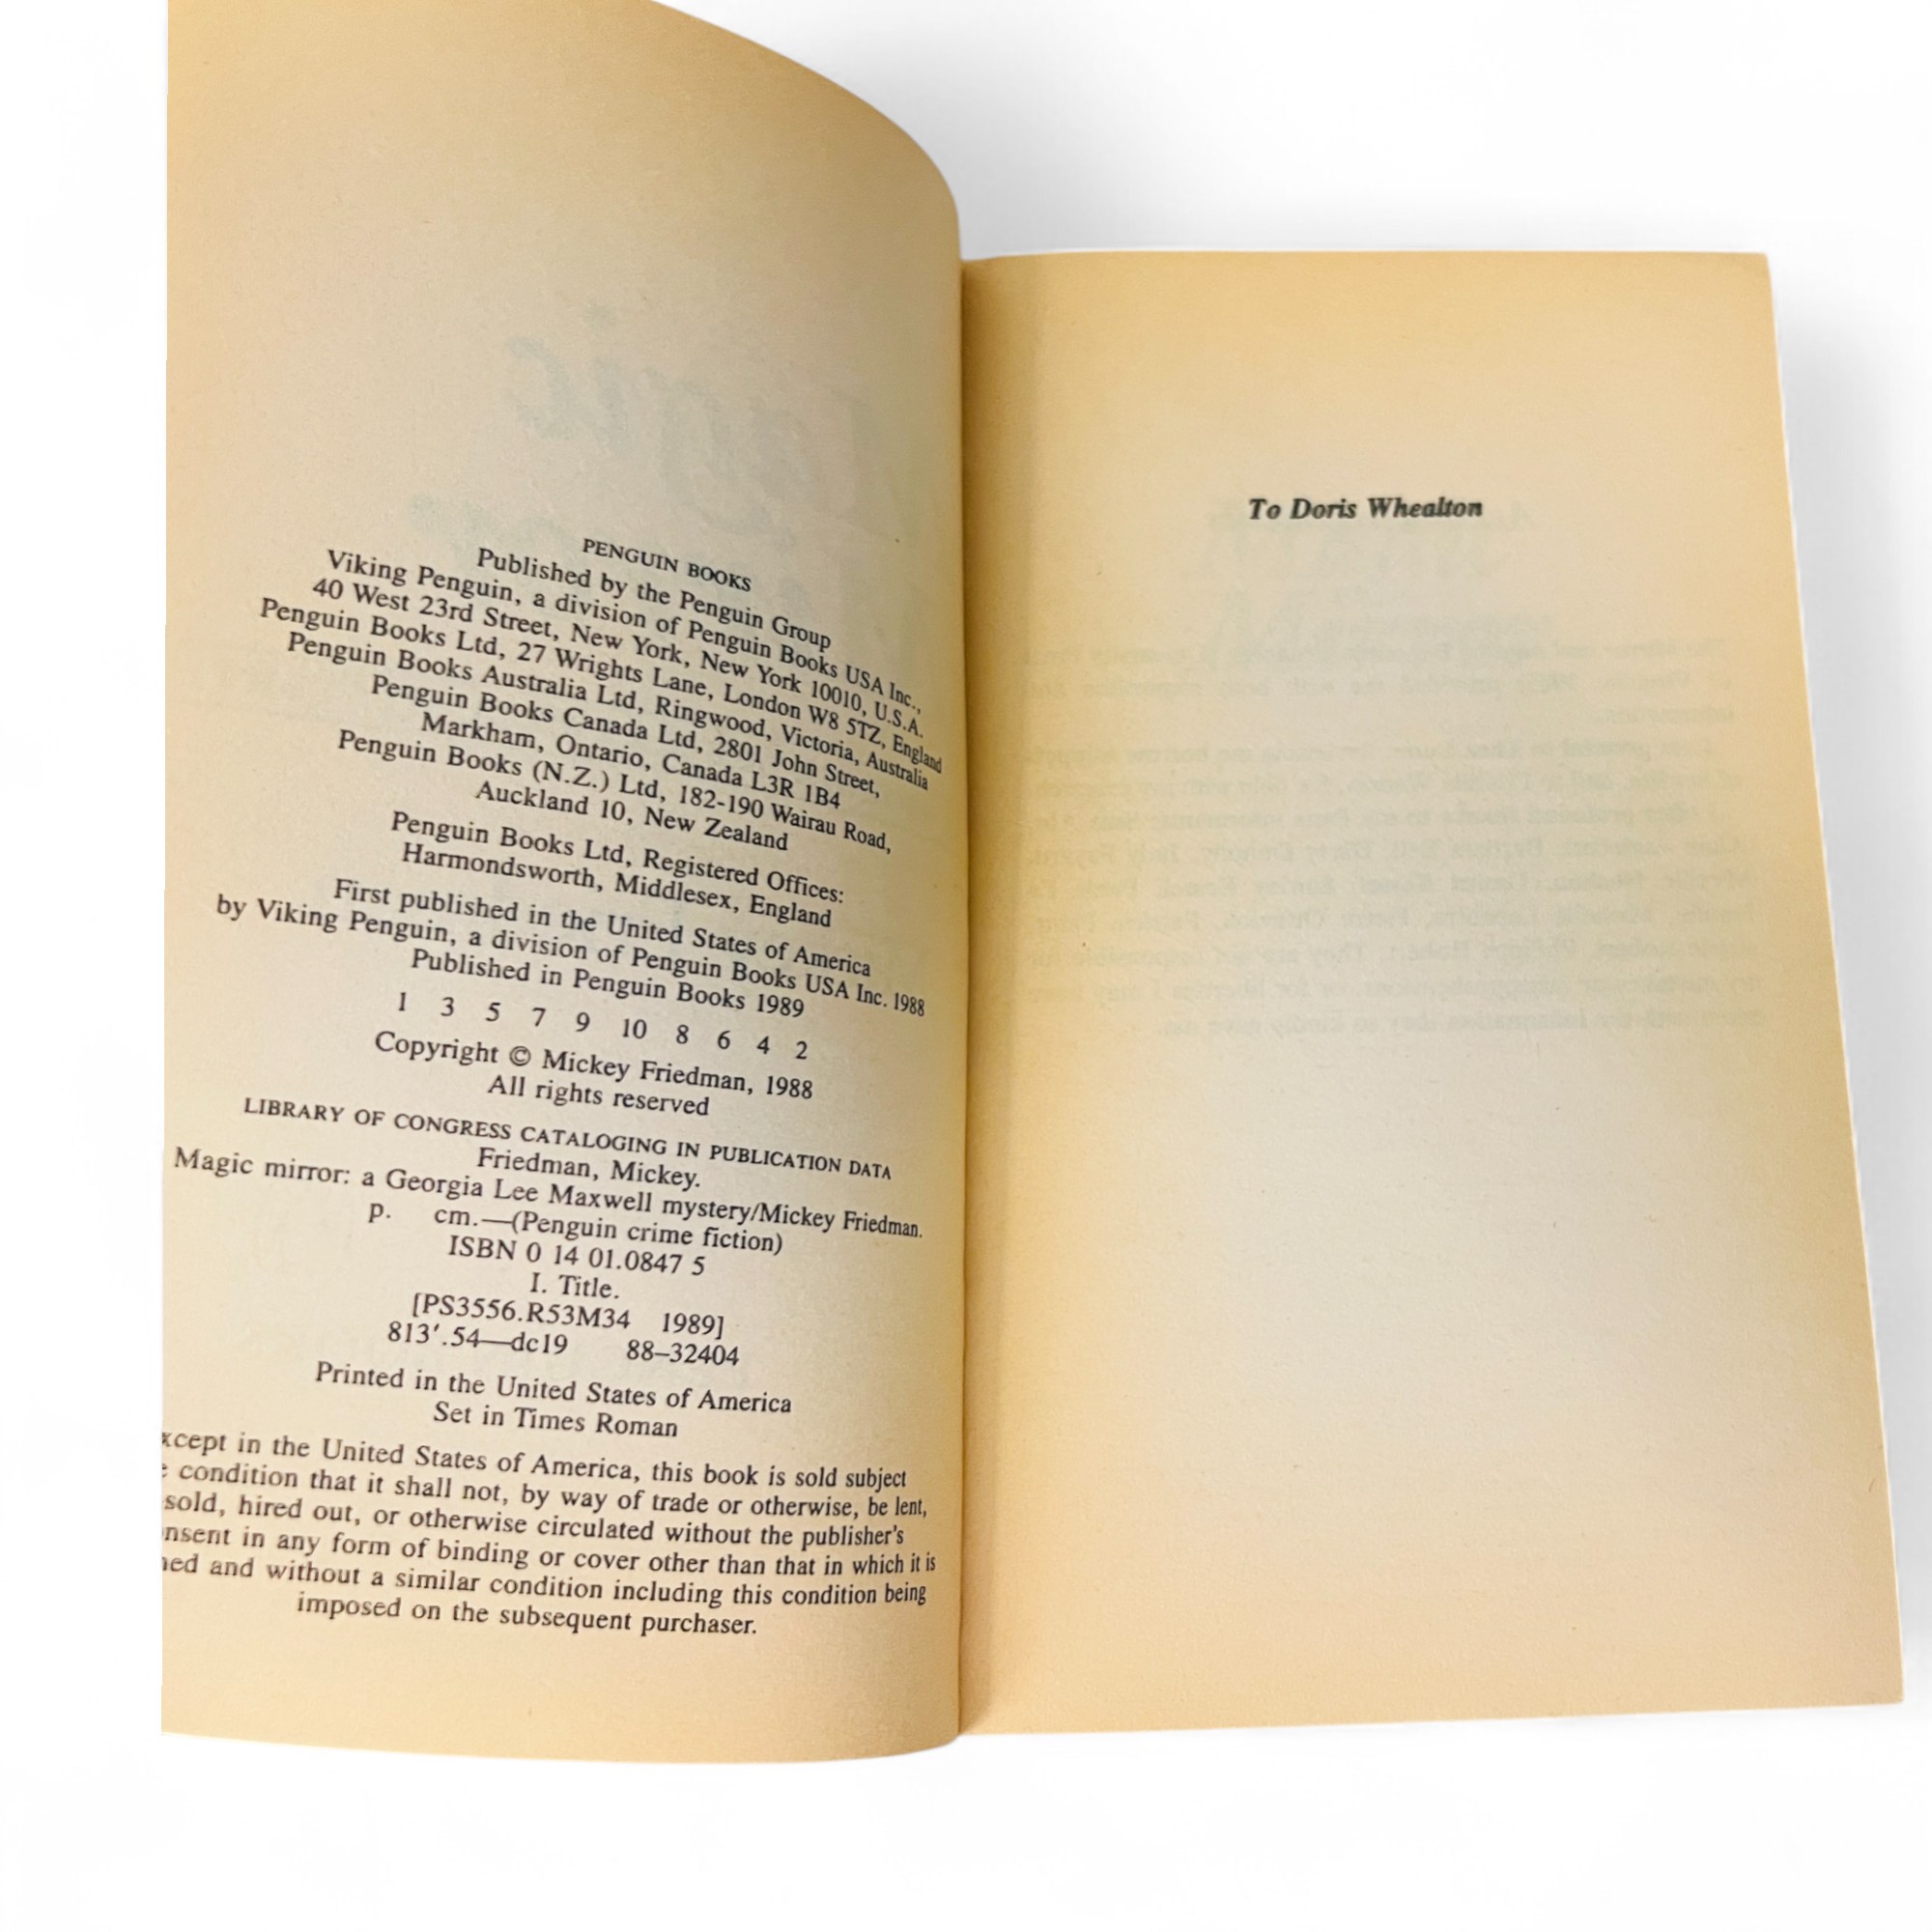 PENGUIN BOOKS
Published by the Penguin Group
Viking Penguin, a division of Penguin Books USA Inc.,
40 West 23rd Street, New York, New York 10010, U.S.A.
Penguin Books Ltd, 27 Wrights Lane, London W8 5TZ, England
Penguin Books Australia Ltd, Ringwood, Victoria, Australia
Penguin Books Canada Ltd, 2801 John Street,
Markham, Ontario, Canada L3R 1B4
Penguin Books (N.Z.) Ltd, 182-190 Wairau Road,
Auckland 10, New Zealand
Penguin Books Ltd, Registered Offices:
Harmondsworth, Middlesex, England
First published in the United States of America
by Viking Penguin, a division of Penguin Books USA Inc. 1988
Published in Penguin Books 1989
1 3 5 7 9 10 8 6 4 2
Copyright © Mickey Friedman, 1988
All rights reserved
LIBRARY OF CONGRESS CATALOGING IN PUBLICATION DATA
Friedman, Mickey.
Magic mirror: a Georgia Lee Maxwell mystery/Mickey Friedman.
p. cm.—(Penguin crime fiction)
ISBN 0 14 01.0847 5
I. Title.
[PS3556.R53M34 1989]
813'.54—dc19 88–32404
Printed in the United States of America
Set in Times Roman
xcept in the United States of America, this book is sold subject
condition that it shall not, by way of trade or otherwise, be lent,
sold, hired out, or otherwise circulated without the publisher's
nsent in any form of binding or cover other than that in which it is
ed and without a similar condition including this condition being
imposed on the subsequent purchaser.
To Doris Whealton